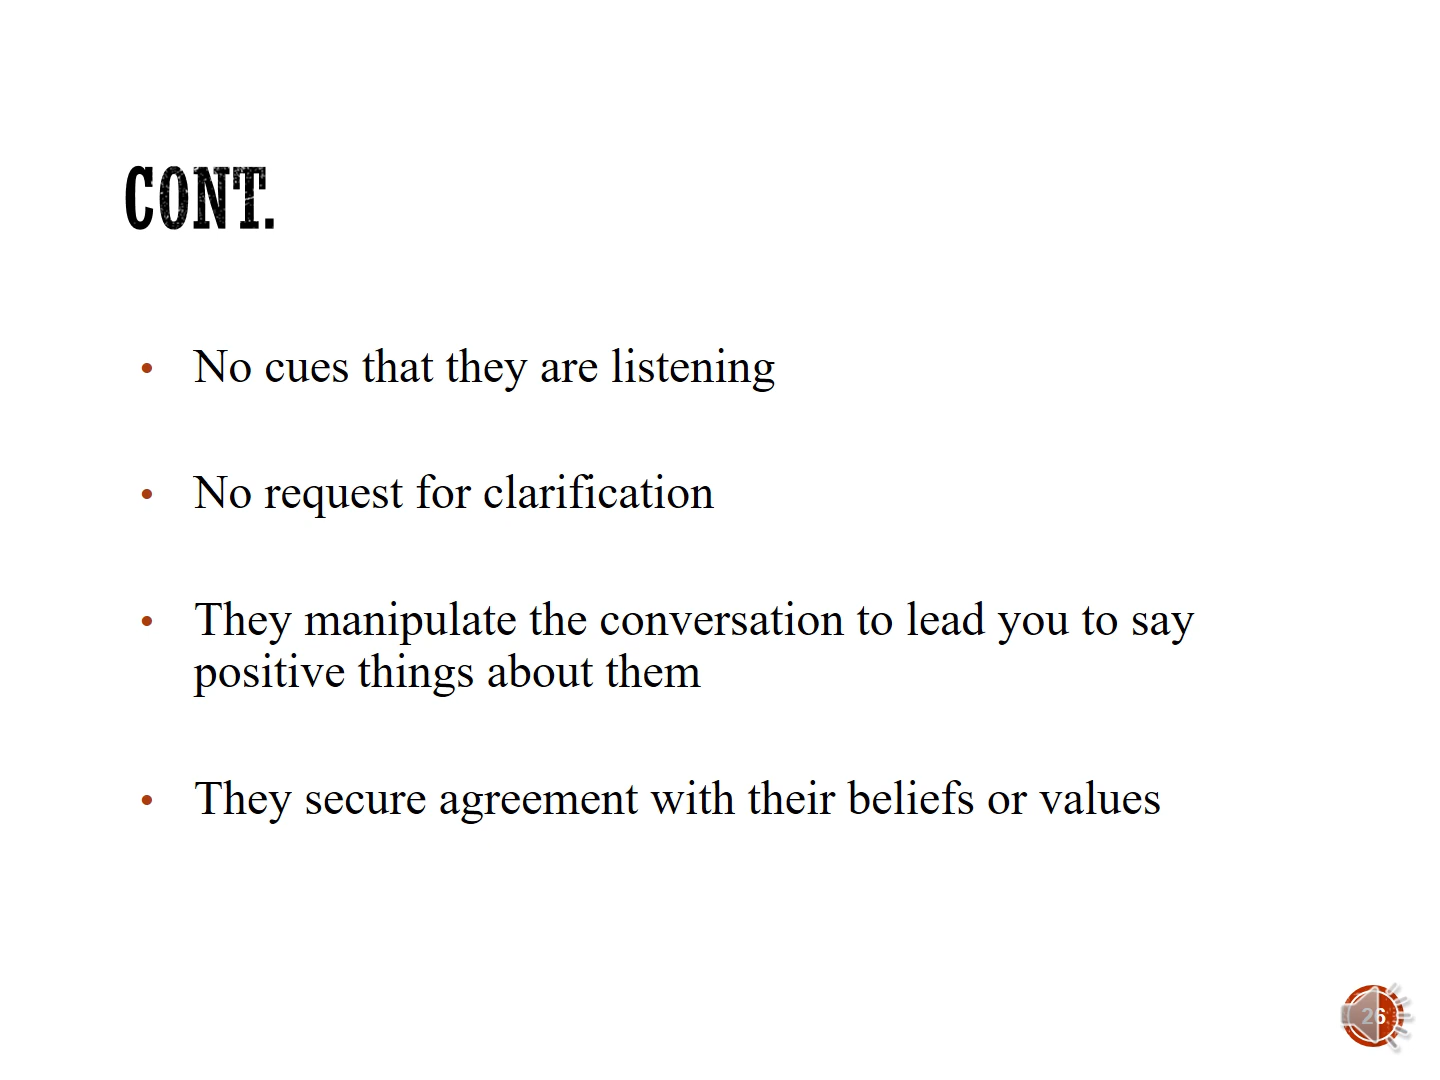 CONT.
• No cues that they are listening
• No request for clarification
• They manipulate the conversation to lead you to say
positive things about them
• They secure agreement with their beliefs or values
26